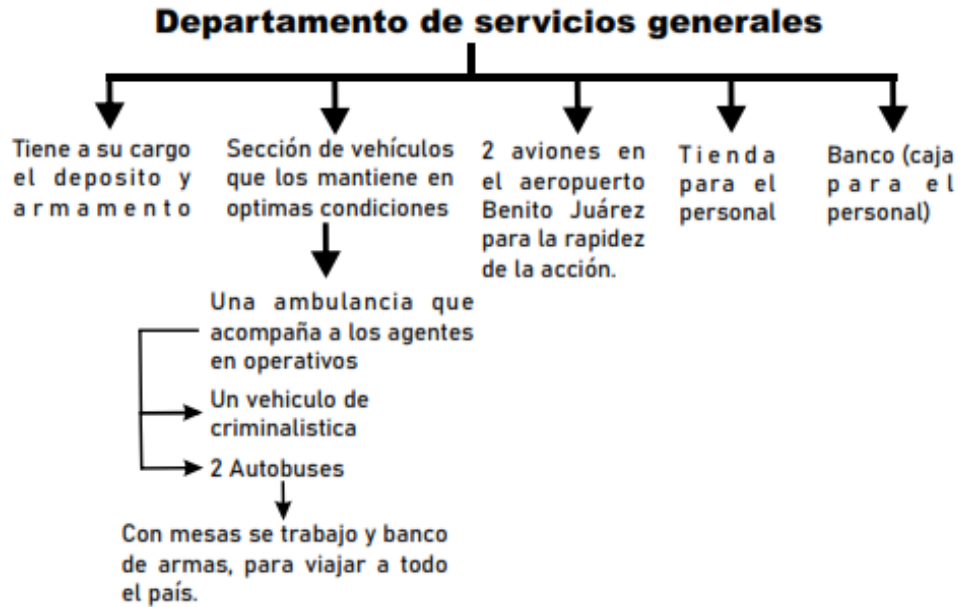 Departamento de servicios generales
Tiene a su cargo
el deposito y
armamento
Sección de vehículos
que los mantiene en
optimas condiciones
2 aviones en
el aeropuerto
Benito Juárez
para la rapidez
de la acción.
Tienda
para el
personal
Banco (caja
para el
personal)
Una ambulancia que
acompaña a los agentes
en operativos
Un vehiculo de
criminalistica
2 Autobuses
Con mesas se trabajo y banco
de armas, para viajar a todo
el país.